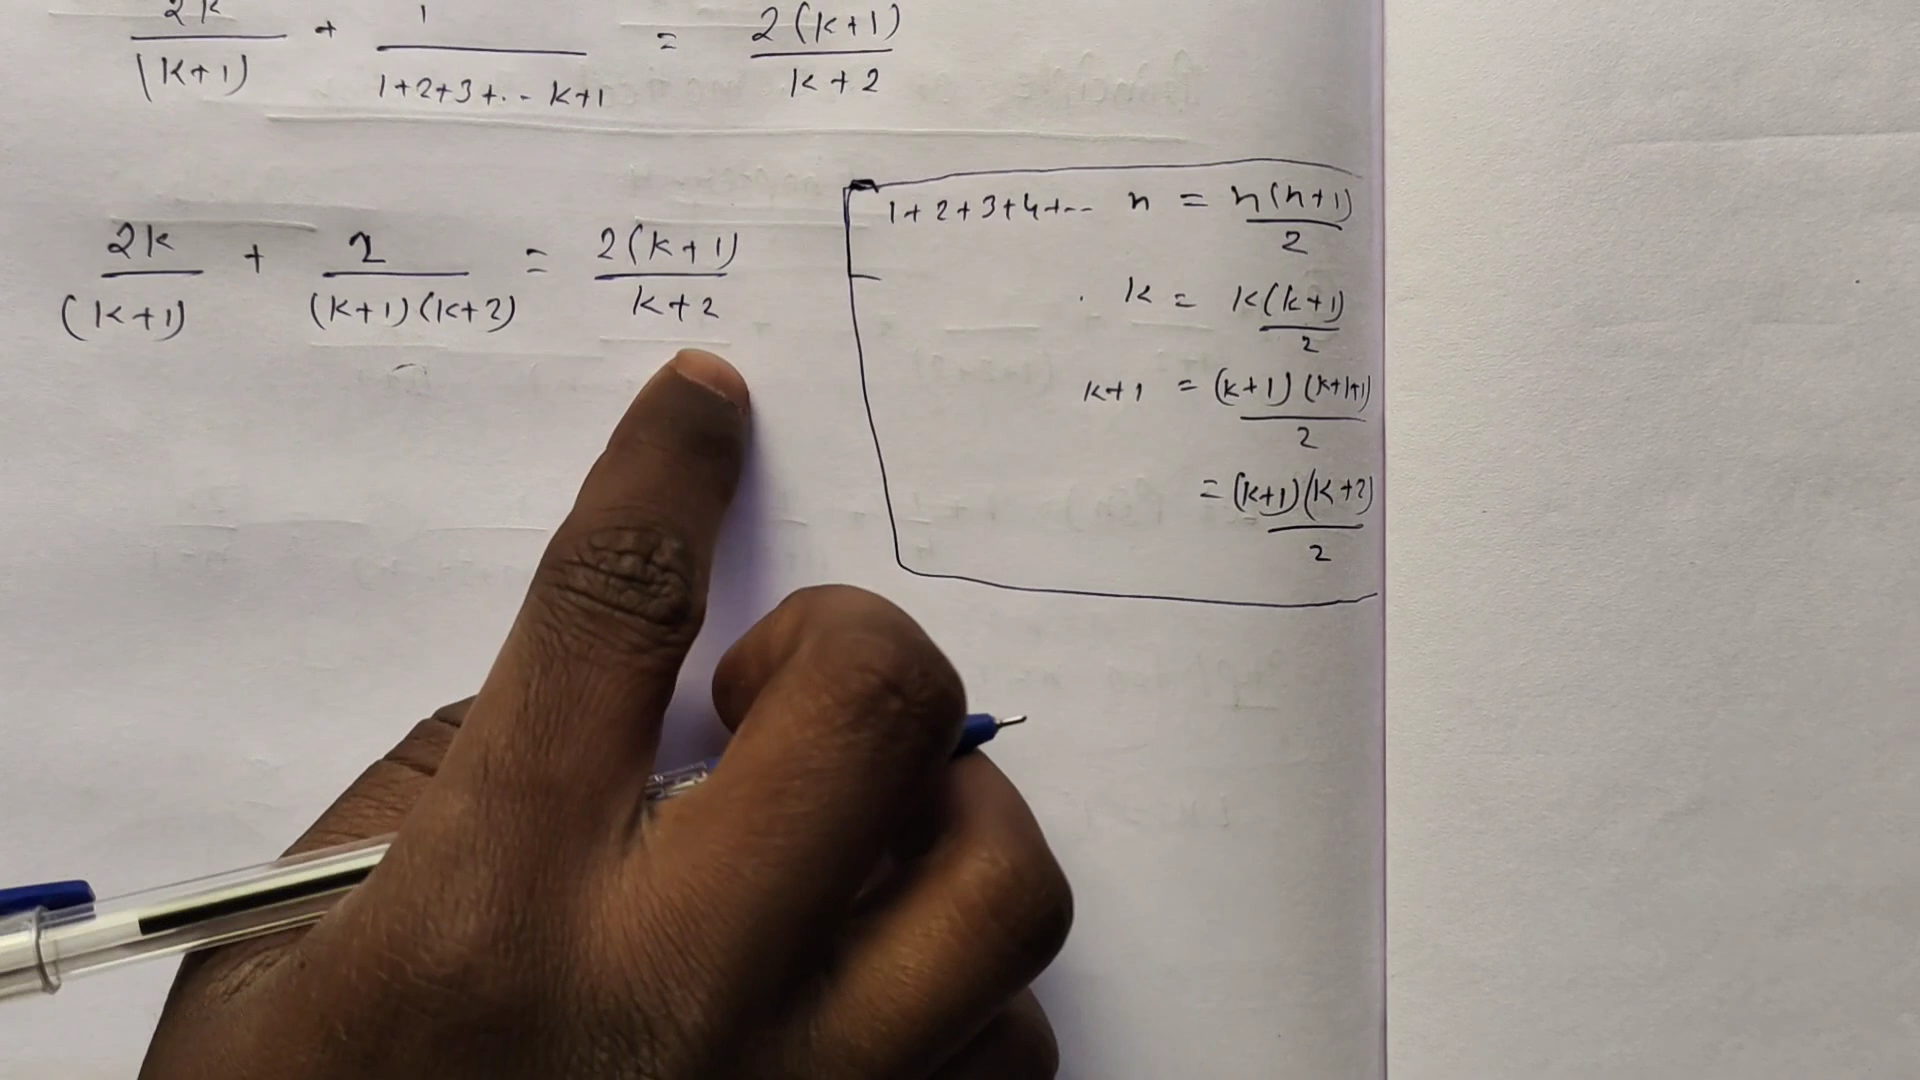 2k/(k+1) + 1/(1+2+3+.. k+1) = 2(k+1)/(k+2)
2k/(k+1) + 2/((k+1)(k+2)) = 2(k+1)/(k+2)
1+2+3+4+-- n = n(n+1)/2
k = k(k+1)/2
k+1 = (k+1)(k+1+1)/2
= (k+1)(k+2)/2